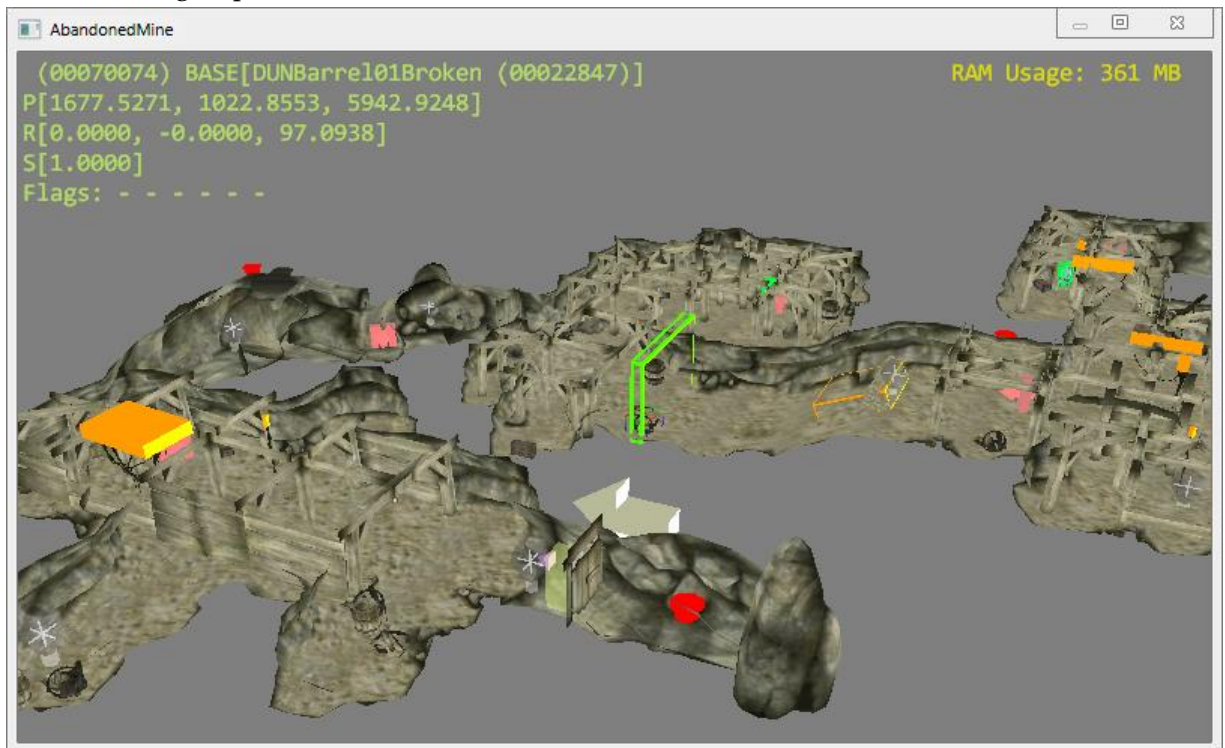 AbandonedMine
(00070074) BASE[DUNBarrel01Broken (00022847)]
RAM Usage: 361 MB
P[1677.5271, 1022.8553, 5942.9248]
R[0.0000, -0.0000, 97.0938]
S[1.0000]
Flags: - - - - - -
M